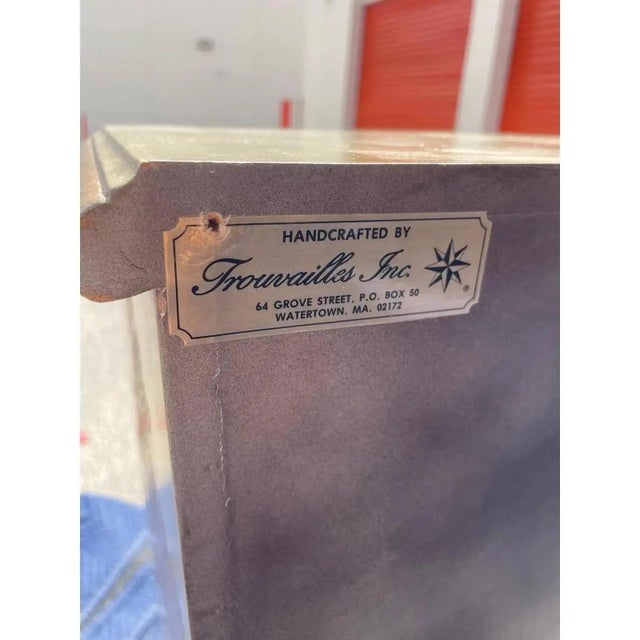 HANDCRAFTED BY
Trouvailles Inc.
®
64 GROVE STREET, P.O. BOX 50
WATERTOWN, MA. 02172